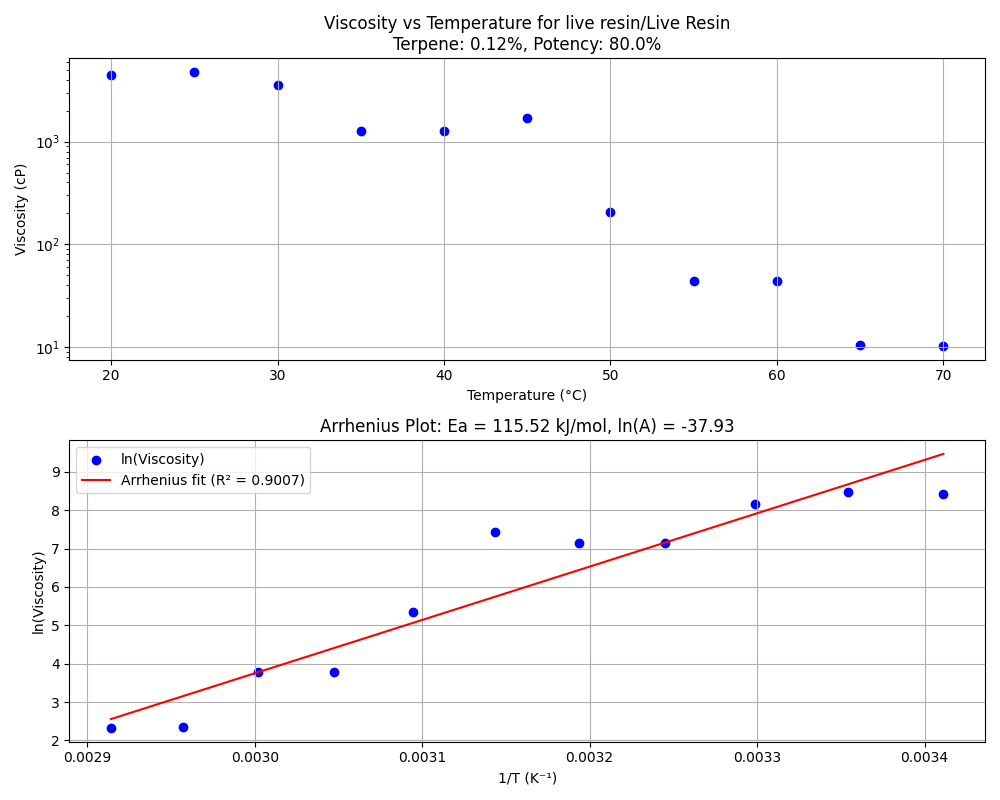 Viscosity vs Temperature for live resin/Live Resin
Terpene: 0.12%, Potency: 80.0%
Viscosity (cP)
10³
10²
10¹
20 30 40 50 60 70
Temperature (°C)
Arrhenius Plot: Ea = 115.52 kJ/mol, ln(A) = -37.93
ln(Viscosity)
Arrhenius fit (R² = 0.9007)
ln(Viscosity)
9
8
7
6
5
4
3
2
0.0029 0.0030 0.0031 0.0032 0.0033 0.0034
1/T (K⁻¹)